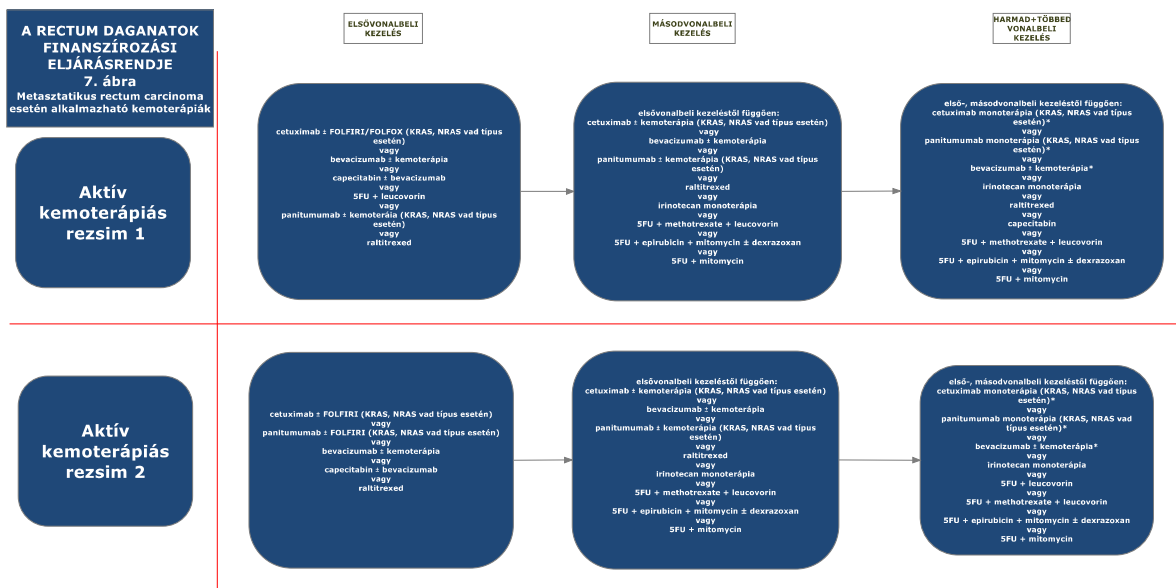 A RECTUM DAGANATOK
FINANSZÍROZÁSI
ELJÁRÁSRENDJE
7. ábra
Metasztatikus rectum carcinoma
esetén alkalmazható kemoterápiák
ELSŐVONALBELI
KEZELÉS
MÁSODVONALBELI
KEZELÉS
HARMAD+TÖBBED
VONALBELI
KEZELÉS
Aktív
kemoterápiás
rezsim 1
cetuximab ± FOLFIRI/FOLFOX (KRAS, NRAS vad típus
esetén)
vagy
bevacizumab ± kemoterápia
vagy
capecitabin ± bevacizumab
vagy
5FU + leucovorin
vagy
panitumumab ± kemoteráia (KRAS, NRAS vad típus
esetén)
vagy
raltitrexed
elsővonalbeli kezeléstől függően:
cetuximab ± kemoterápia (KRAS, NRAS vad típus esetén)
vagy
bevacizumab ± kemoterápia
vagy
panitumumab ± kemoterápia (KRAS, NRAS vad típus
esetén)
vagy
raltitrexed
vagy
irinotecan monoterápia
vagy
5FU + methotrexate + leucovorin
vagy
5FU + epirubicin + mitomycin ± dexrazoxan
vagy
5FU + mitomycin
első-, másodvonalbeli kezeléstől függően:
cetuximab monoterápia (KRAS, NRAS vad típus
esetén)*
vagy
panitumumab monoterápia (KRAS, NRAS vad típus
esetén)*
vagy
bevacizumab ± kemoterápia*
vagy
irinotecan monoterápia
vagy
raltitrexed
vagy
capecitabin
vagy
5FU + methotrexate + leucovorin
vagy
5FU + epirubicin + mitomycin ± dexrazoxan
vagy
5FU + mitomycin
Aktív
kemoterápiás
rezsim 2
cetuximab ± FOLFIRI (KRAS, NRAS vad típus esetén)
vagy
panitumumab ± FOLFIRI (KRAS, NRAS vad típus esetén)
vagy
bevacizumab ± kemoterápia
vagy
capecitabin ± bevacizumab
vagy
raltitrexed
elsővonalbeli kezeléstől függően:
cetuximab ± kemoterápia (KRAS, NRAS vad típus esetén)
vagy
bevacizumab ± kemoterápia
vagy
panitumumab ± kemoterápia (KRAS, NRAS vad típus
esetén)
vagy
raltitrexed
vagy
irinotecan monoterápia
vagy
5FU + methotrexate + leucovorin
vagy
5FU + epirubicin + mitomycin ± dexrazoxan
vagy
5FU + mitomycin
első-, másodvonalbeli kezeléstől függően:
cetuximab monoterápia (KRAS, NRAS vad típus
esetén)*
vagy
panitumumab monoterápia (KRAS, NRAS vad
típus esetén)*
vagy
bevacizumab ± kemoterápia*
vagy
irinotecan monoterápia
vagy
5FU + leucovorin
vagy
5FU + methotrexate + leucovorin
vagy
5FU + epirubicin + mitomycin ± dexrazoxan
vagy
5FU + mitomycin